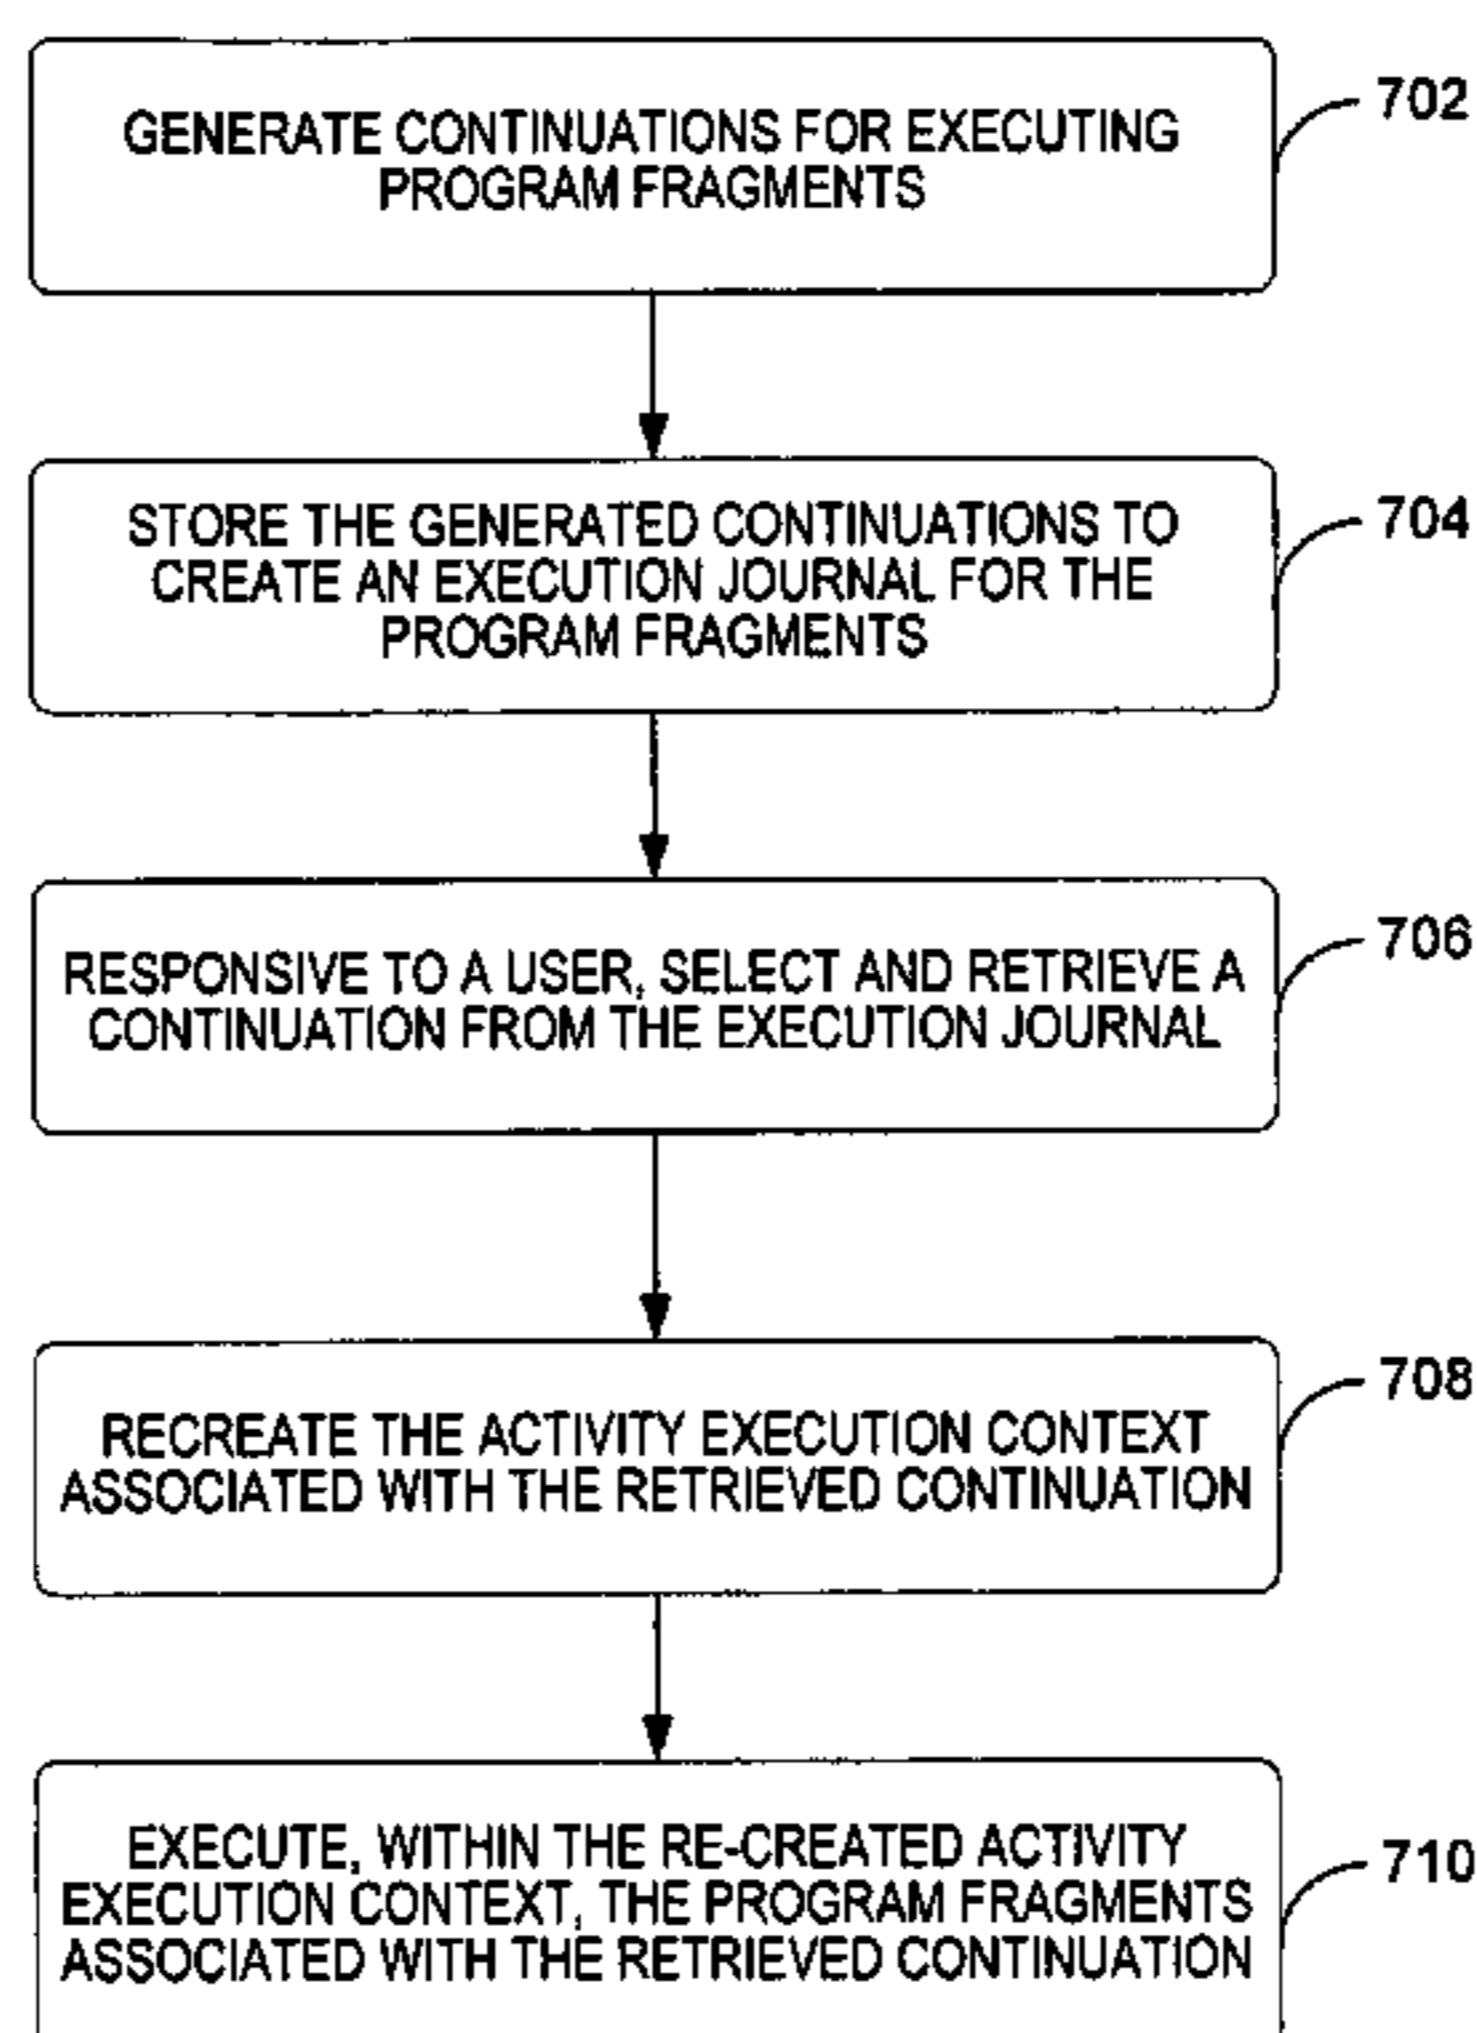 GENERATE CONTINUATIONS FOR EXECUTING
PROGRAM FRAGMENTS
702
STORE THE GENERATED CONTINUATIONS TO
CREATE AN EXECUTION JOURNAL FOR THE
PROGRAM FRAGMENTS
704
RESPONSIVE TO A USER, SELECT AND RETRIEVE A
CONTINUATION FROM THE EXECUTION JOURNAL
706
RECREATE THE ACTIVITY EXECUTION CONTEXT
ASSOCIATED WITH THE RETRIEVED CONTINUATION
708
EXECUTE, WITHIN THE RE-CREATED ACTIVITY
EXECUTION CONTEXT, THE PROGRAM FRAGMENTS
ASSOCIATED WITH THE RETRIEVED CONTINUATION
710